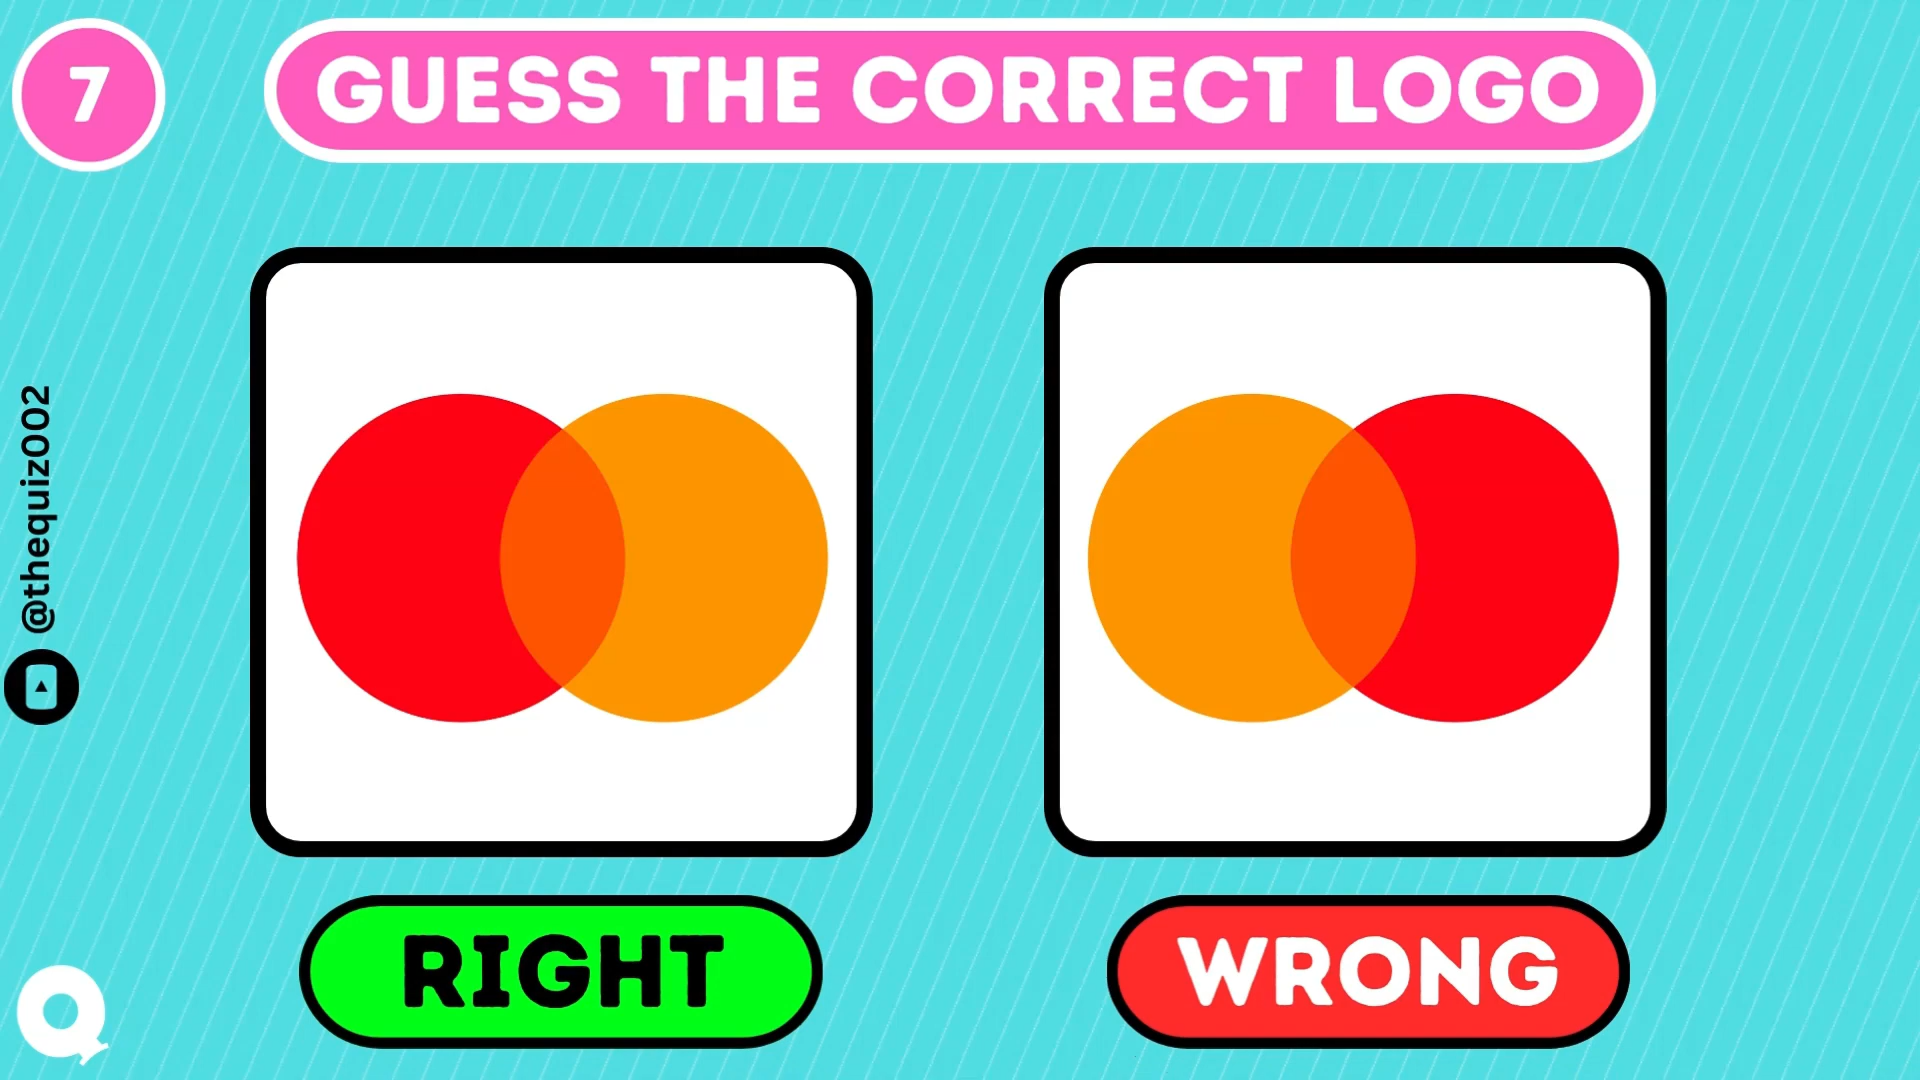 7
GUESS THE CORRECT LOGO
@thequiz002
RIGHT
WRONG
Q